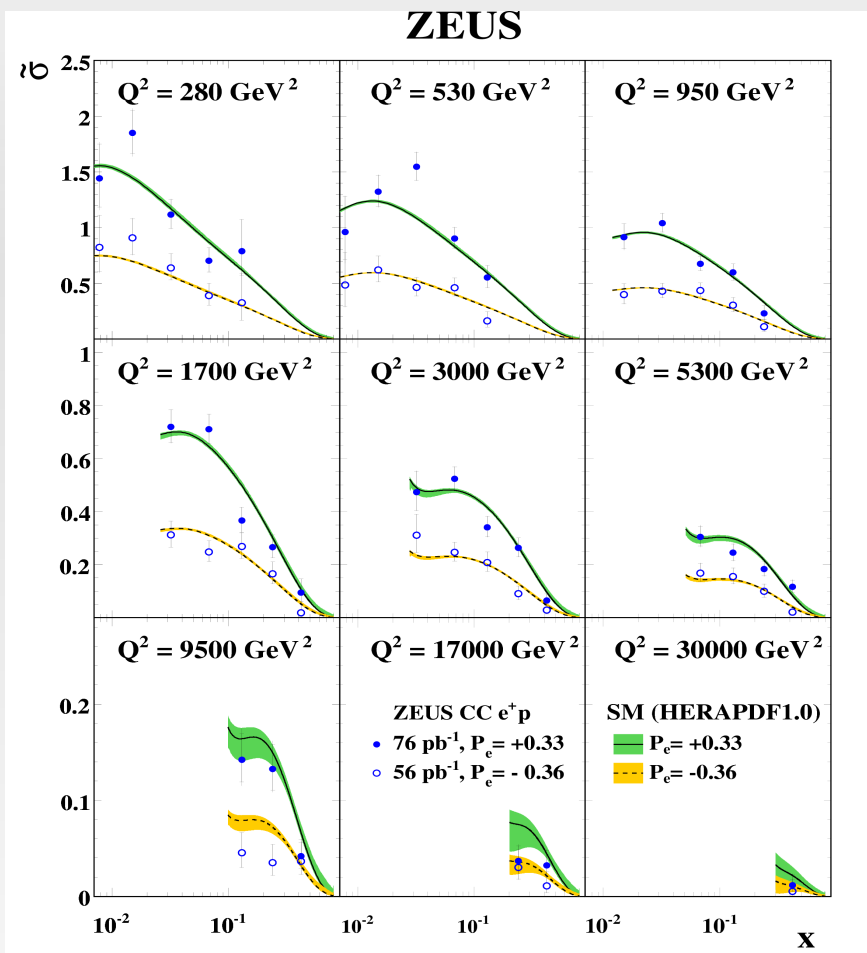 ZEUS
σ̃
2.5
2
1.5
1
0.5
Q² = 280 GeV²
Q² = 530 GeV²
Q² = 950 GeV²
1
0.8
0.6
0.4
0.2
Q² = 1700 GeV²
Q² = 3000 GeV²
Q² = 5300 GeV²
0.2
0.1
0
Q² = 9500 GeV²
Q² = 17000 GeV²
Q² = 30000 GeV²
ZEUS CC e⁺p
76 pb⁻¹, Pₑ= +0.33
56 pb⁻¹, Pₑ= - 0.36
SM (HERAPDF1.0)
Pₑ= +0.33
Pₑ= -0.36
10⁻² 10⁻¹ 10⁻² 10⁻¹ 10⁻² 10⁻¹
x